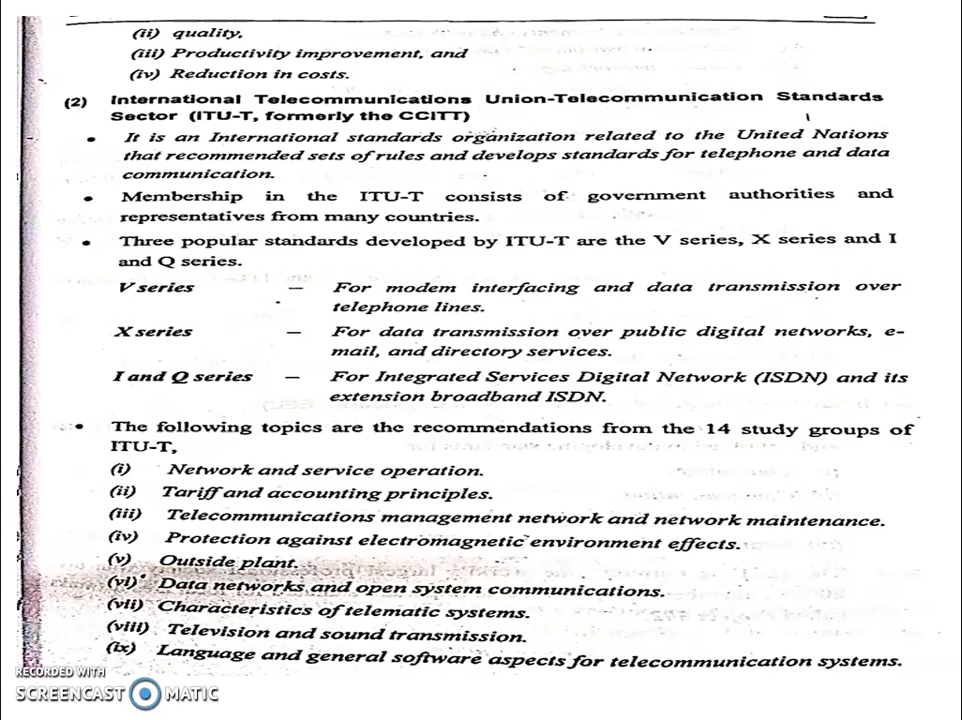 (ii) quality,
(iii) Productivity improvement, and
(iv) Reduction in costs.
(2) International Telecommunications Union-Telecommunication Standards
Sector (ITU-T, formerly the CCITT)
• It is an International standards organization related to the United Nations
that recommended sets of rules and develops standards for telephone and data
communication.
• Membership in the ITU-T consists of government authorities and
representatives from many countries.
• Three popular standards developed by ITU-T are the V series, X series and I
and Q series.
V series – For modem interfacing and data transmission over
telephone lines.
X series – For data transmission over public digital networks, e-
mail, and directory services.
I and Q series – For Integrated Services Digital Network (ISDN) and its
extension broadband ISDN.
• The following topics are the recommendations from the 14 study groups of
ITU-T,
(i) Network and service operation.
(ii) Tariff and accounting principles.
(iii) Telecommunications management network and network maintenance.
(iv) Protection against electromagnetic environment effects.
(v) Outside plant.
(vi) Data networks and open system communications.
(vii) Characteristics of telematic systems.
(viii) Television and sound transmission.
(ix) Language and general software aspects for telecommunication systems.
RECORDED WITH
SCREENCAST MATIC